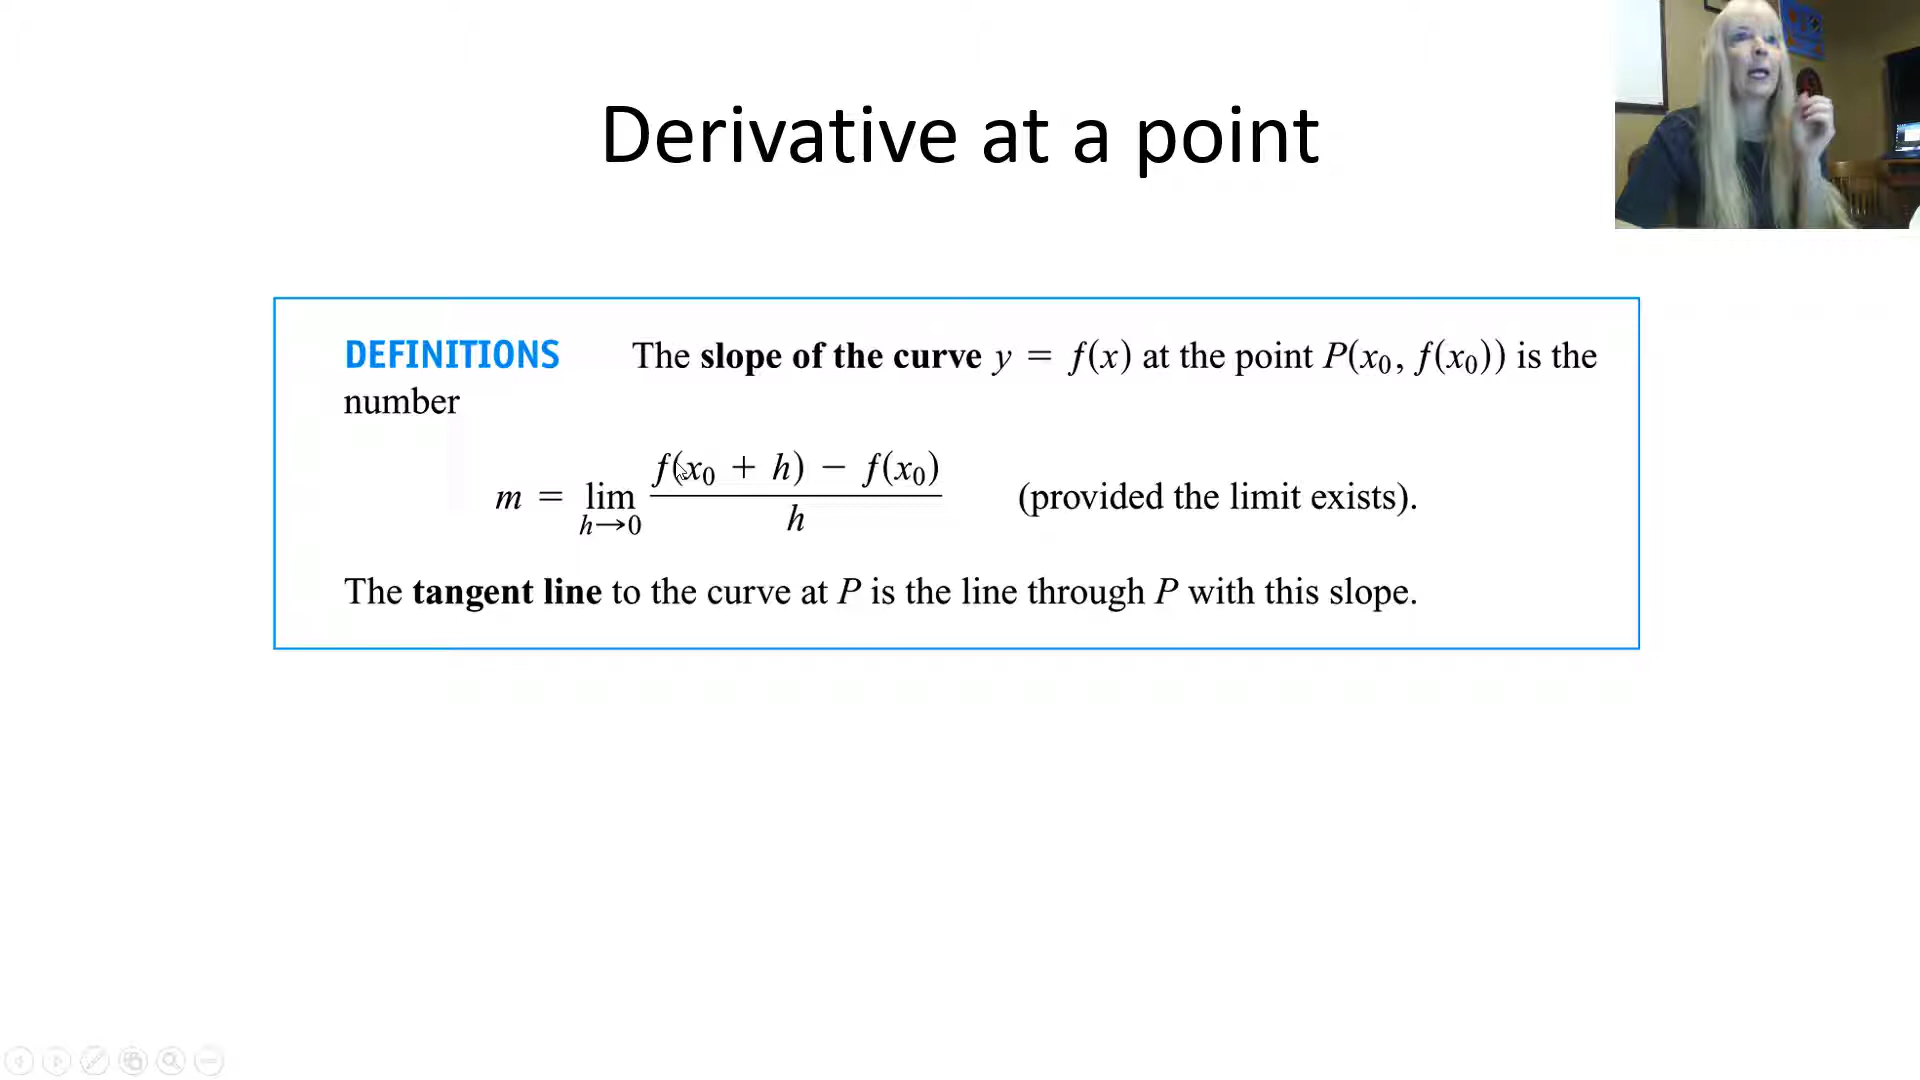 Derivative at a point
DEFINITIONS The slope of the curve y = f(x) at the point P(x₀, f(x₀)) is the
number
m = lim h→0 f(x₀ + h) − f(x₀) / h (provided the limit exists).
The tangent line to the curve at P is the line through P with this slope.